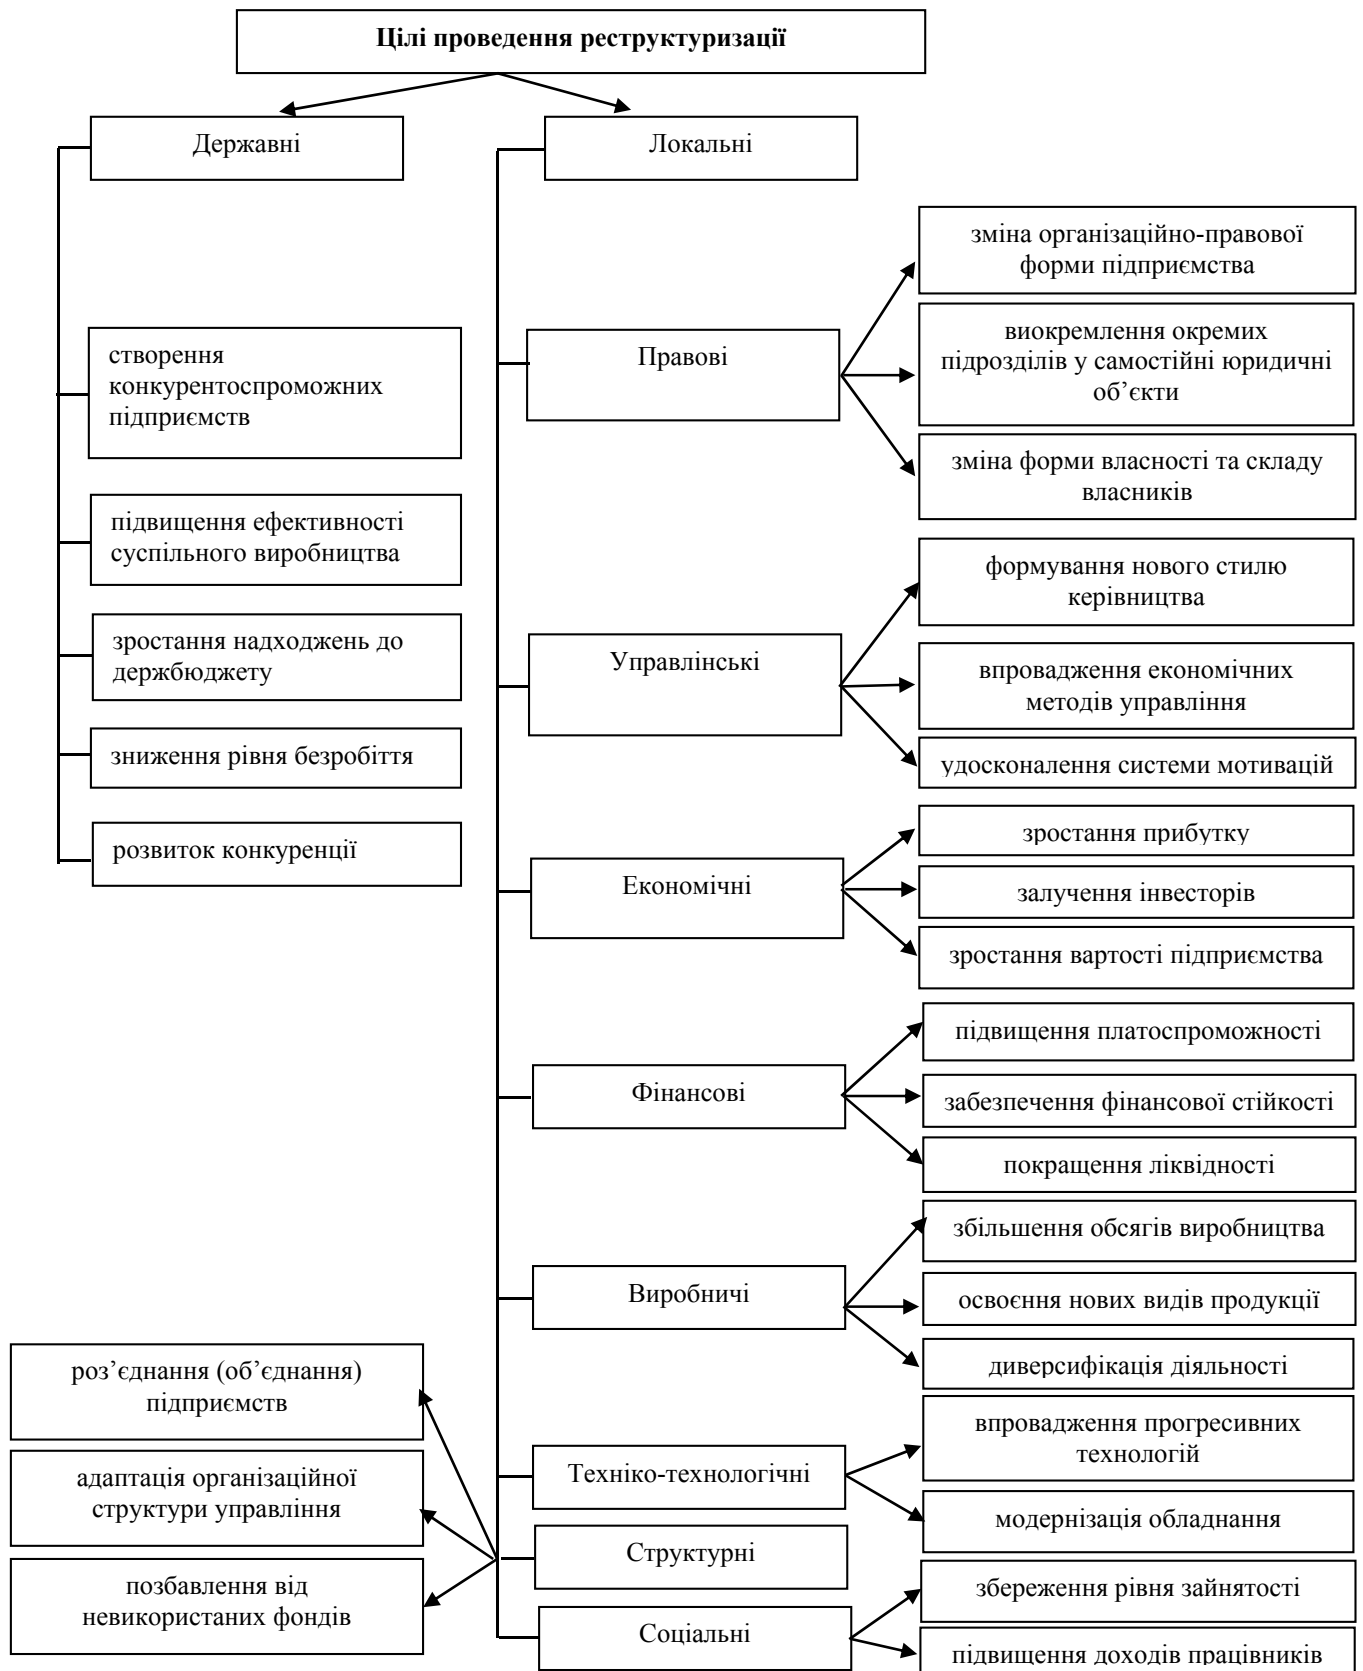 Цілі проведення реструктуризації
Державні
Локальні
створення
конкурентоспроможних
підприємств
підвищення ефективності
суспільного виробництва
зростання надходжень до
держбюджету
зниження рівня безробіття
розвиток конкуренції
Правові
зміна організаційно-правової
форми підприємства
виокремлення окремих
підрозділів у самостійні юридичні
об’єкти
зміна форми власності та складу
власників
Управлінські
формування нового стилю
керівництва
впровадження економічних
методів управління
удосконалення системи мотивацій
Економічні
зростання прибутку
залучення інвесторів
зростання вартості підприємства
Фінансові
підвищення платоспроможності
забезпечення фінансової стійкості
покращення ліквідності
Виробничі
збільшення обсягів виробництва
освоєння нових видів продукції
диверсифікація діяльності
Техніко-технологічні
впровадження прогресивних
технологій
модернізація обладнання
Структурні
роз’єднання (об’єднання)
підприємств
адаптація організаційної
структури управління
позбавлення від
невикористаних фондів
Соціальні
збереження рівня зайнятості
підвищення доходів працівників